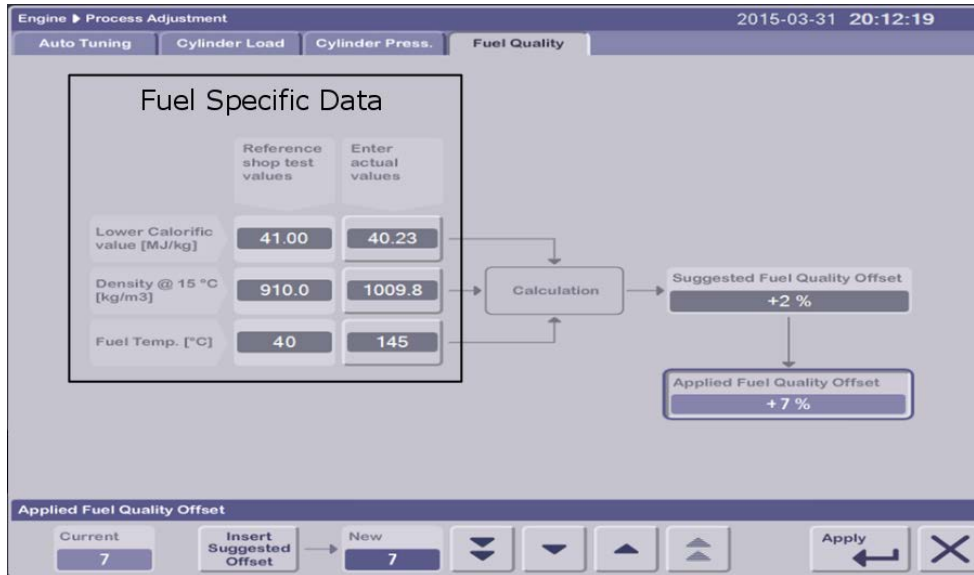 Engine ▶ Process Adjustment 2015-03-31 20:12:19
Auto Tuning Cylinder Load Cylinder Press. Fuel Quality
Fuel Specific Data
Reference
shop test
values
Enter
actual
values
Lower Calorific
value [MJ/kg]
41.00 40.23
Density @ 15 °C
[kg/m3]
910.0 1009.8
Fuel Temp. [°C] 40 145
Calculation
Suggested Fuel Quality Offset
+2 %
Applied Fuel Quality Offset
+7 %
Applied Fuel Quality Offset
Current
7
Insert
Suggested
Offset
New
7
Apply